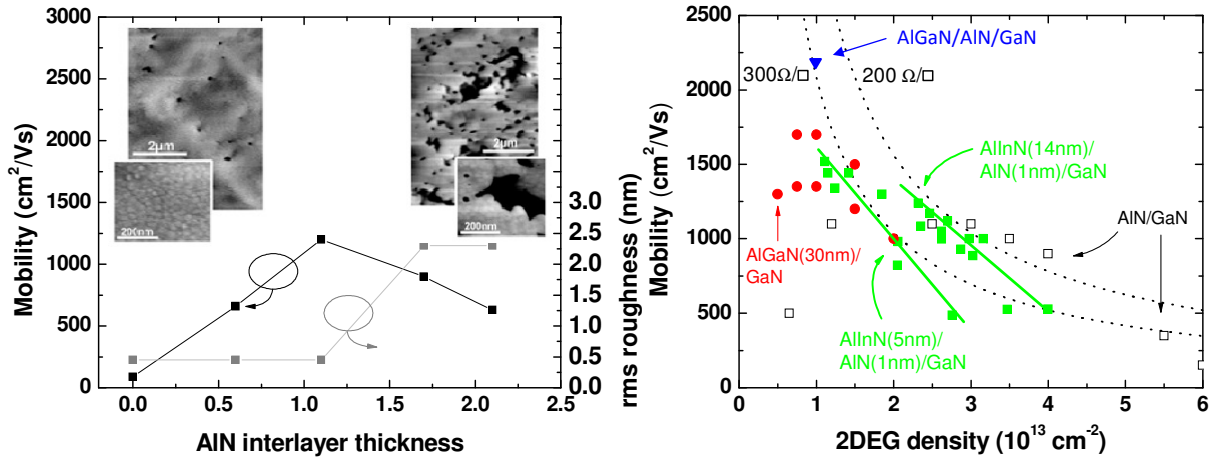 3000
2500
2000
1500
1000
500
0
Mobility (cm²/Vs)
2µm
200nm
2µm
200nm
3.0
2.5
2.0
1.5
1.0
0.5
0.0
rms roughness (nm)
0.0 0.5 1.0 1.5 2.0 2.5
AlN interlayer thickness
2500
2000
1500
1000
500
0
Mobility (cm²/Vs)
AlGaN/AlN/GaN
300Ω/□
200 Ω/□
AlInN(14nm)/
AlN(1nm)/GaN
AlN/GaN
AlGaN(30nm)/
GaN
AlInN(5nm)/
AlN(1nm)/GaN
0 1 2 3 4 5 6
2DEG density (10¹³ cm⁻²)